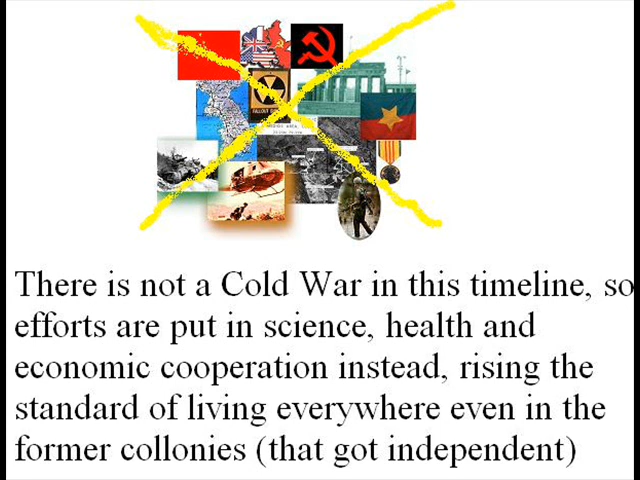 FALLOUT
There is not a Cold War in this timeline, so
efforts are put in science, health and
economic cooperation instead, rising the
standard of living everywhere even in the
former collonies (that got independent)